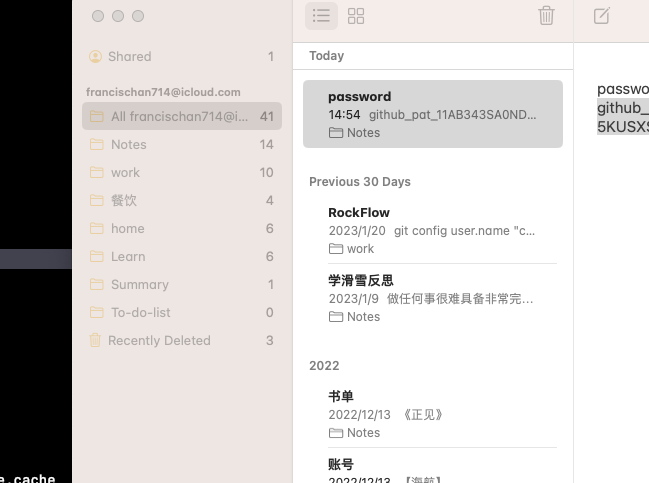 Shared 1
francischan714@icloud.com
All francischan714@i... 41
Notes 14
work 10
餐饮 4
home 6
Learn 6
Summary 1
To-do-list 0
Recently Deleted 3
e.cache
Today
password
14:54 github_pat_11AB343SA0ND...
Notes
Previous 30 Days
RockFlow
2023/1/20 git config user.name "c...
work
学滑雪反思
2023/1/9 做任何事很难具备非常完...
Notes
2022
书单
2022/12/13 《正见》
Notes
账号
2022/12/13 【海航】
passwo
github_
5KUSXS